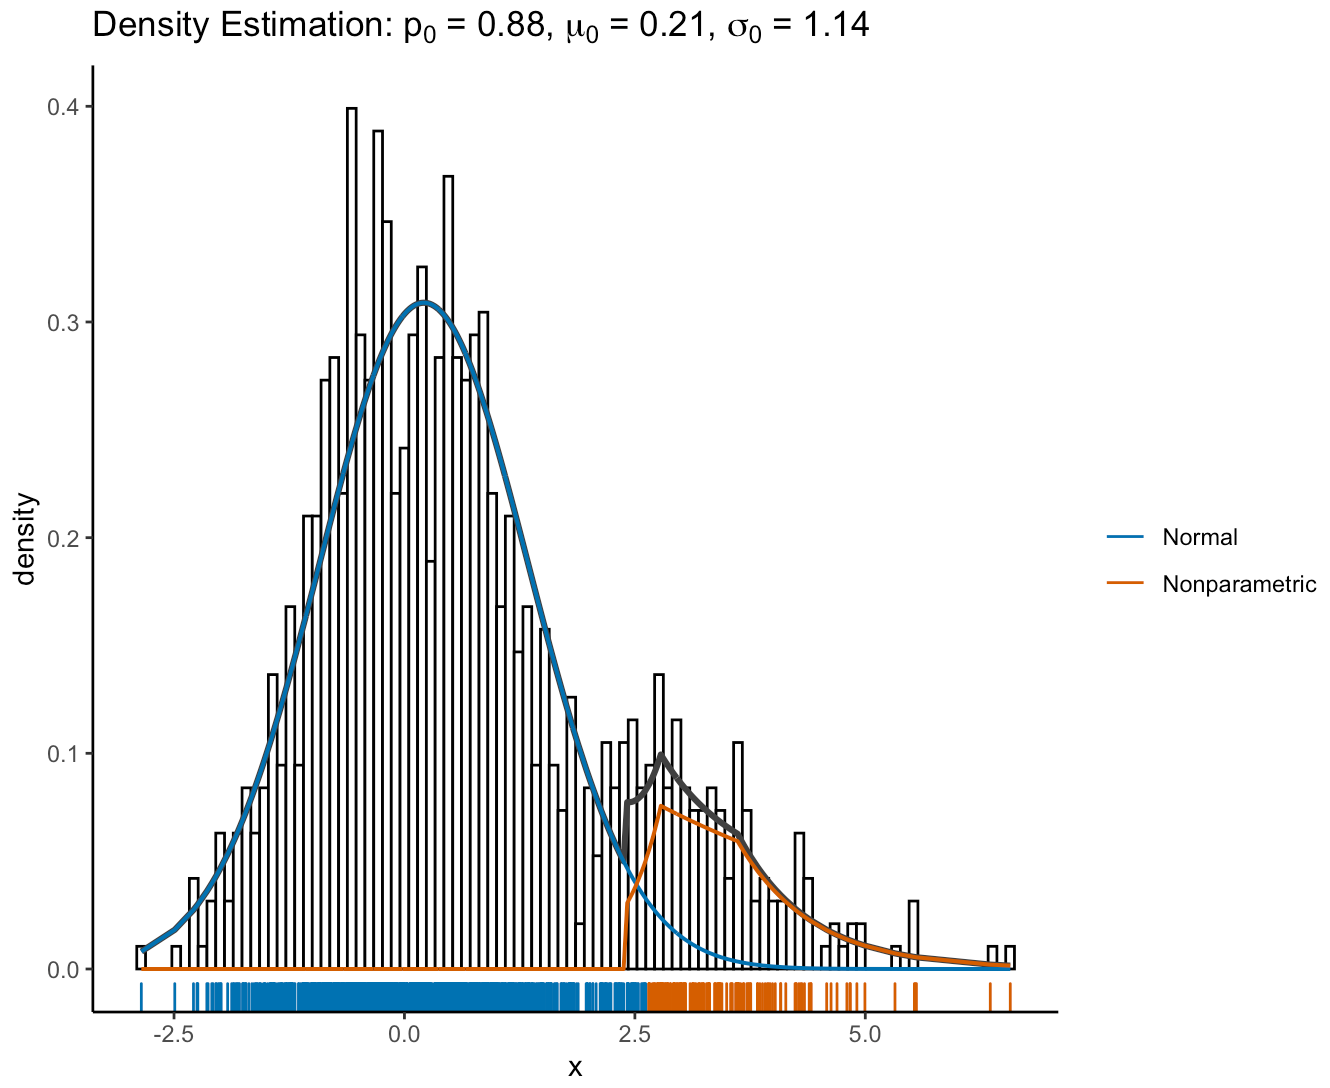 Density Estimation: p₀ = 0.88, μ₀ = 0.21, σ₀ = 1.14
0.4
0.3
0.2
0.1
0.0
density
-2.5
0.0
2.5
5.0
x
Normal
Nonparametric